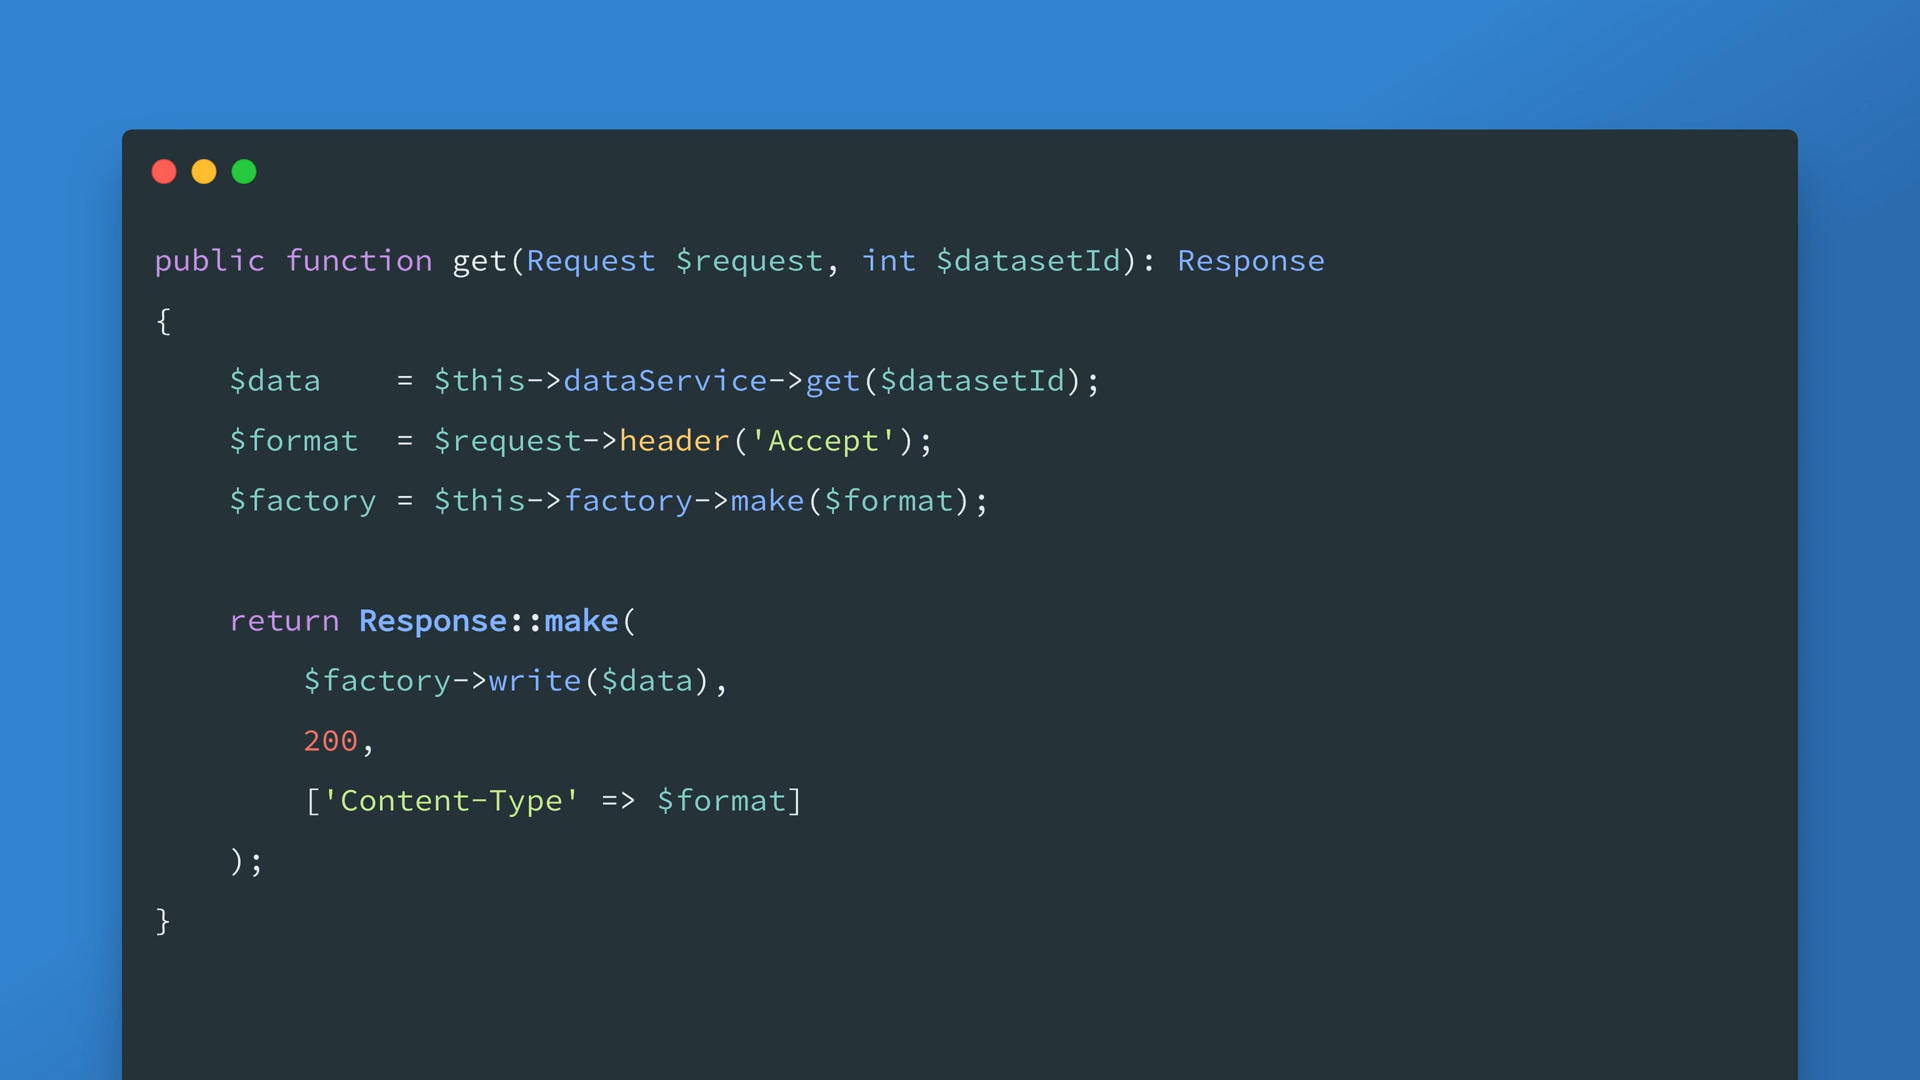 public function get(Request $request, int $datasetId): Response
{
    $data    = $this->dataService->get($datasetId);
    $format  = $request->header('Accept');
    $factory = $this->factory->make($format);

    return Response::make(
        $factory->write($data),
        200,
        ['Content-Type' => $format]
    );
}